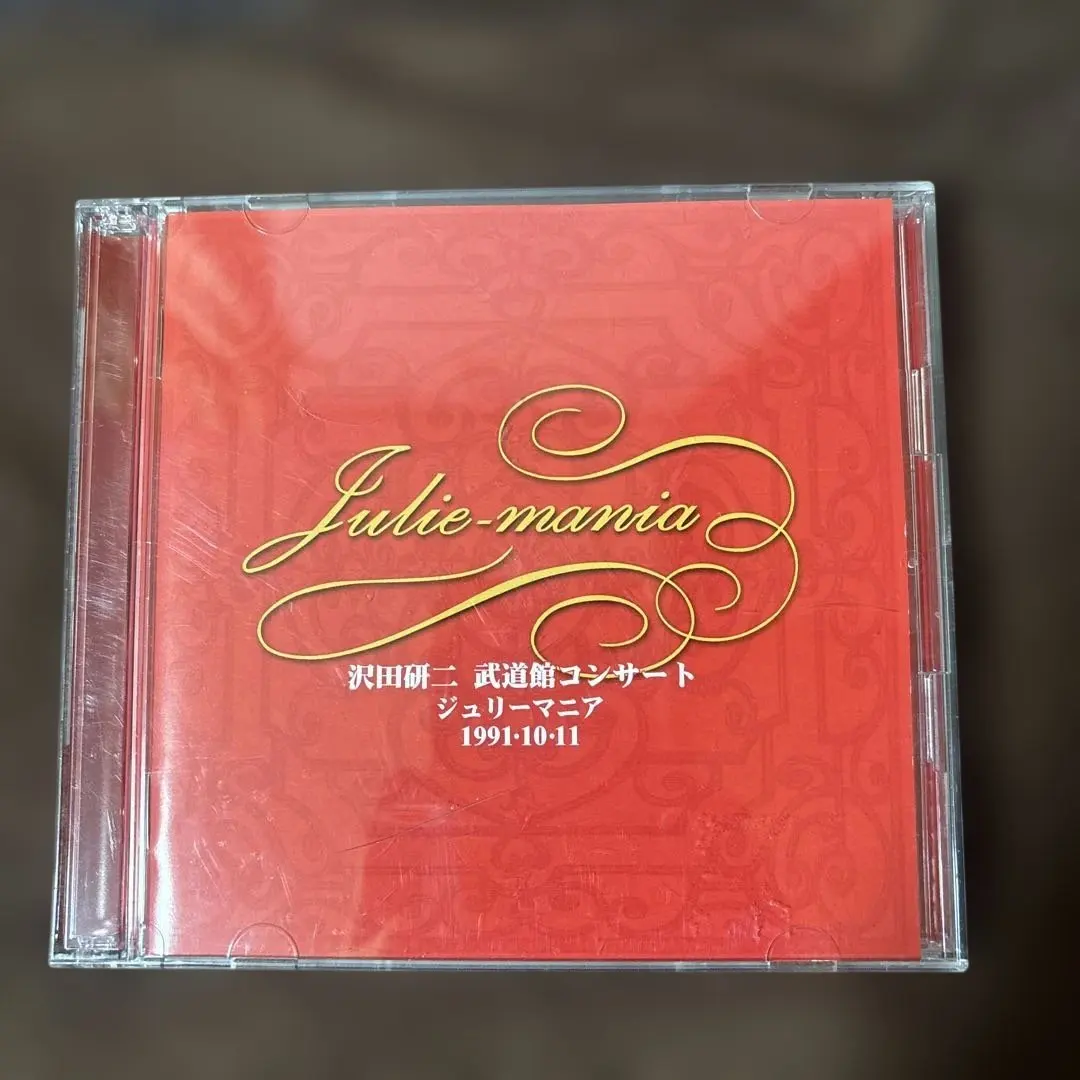 Julie-mania
沢田研二 武道館コンサート
ジュリーマニア
1991·10·11